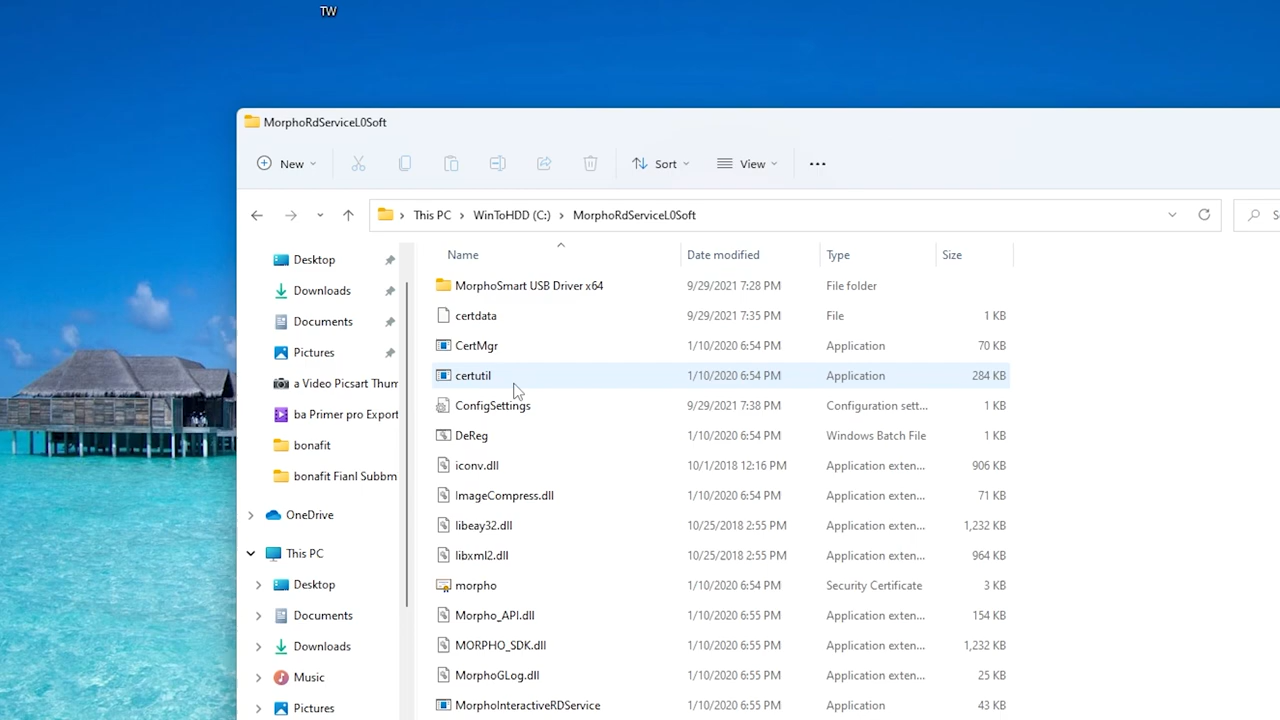 TW
MorphoRdServiceL0Soft
New Sort View
This PC WinToHDD (C:) MorphoRdServiceL0Soft
Name Date modified Type Size
Desktop
Downloads
Documents
Pictures
a Video Picsart Thum
ba Primer pro Export
bonafit
bonafit Fianl Subbm
OneDrive
This PC
Desktop
Documents
Downloads
Music
Pictures
MorphoSmart USB Driver x64 9/29/2021 7:28 PM File folder
certdata 9/29/2021 7:35 PM File 1 KB
CertMgr 1/10/2020 6:54 PM Application 70 KB
certutil 1/10/2020 6:54 PM Application 284 KB
ConfigSettings 9/29/2021 7:38 PM Configuration sett... 1 KB
DeReg 1/10/2020 6:54 PM Windows Batch File 1 KB
iconv.dll 10/1/2018 12:16 PM Application exten... 906 KB
ImageCompress.dll 1/10/2020 6:54 PM Application exten... 71 KB
libeay32.dll 10/25/2018 2:55 PM Application exten... 1,232 KB
libxml2.dll 10/25/2018 2:55 PM Application exten... 964 KB
morpho 1/10/2020 6:54 PM Security Certificate 3 KB
Morpho_API.dll 1/10/2020 6:55 PM Application exten... 154 KB
MORPHO_SDK.dll 1/10/2020 6:55 PM Application exten... 1,232 KB
MorphoGLog.dll 1/10/2020 6:55 PM Application exten... 25 KB
MorphoInteractiveRDService 1/10/2020 6:55 PM Application 43 KB